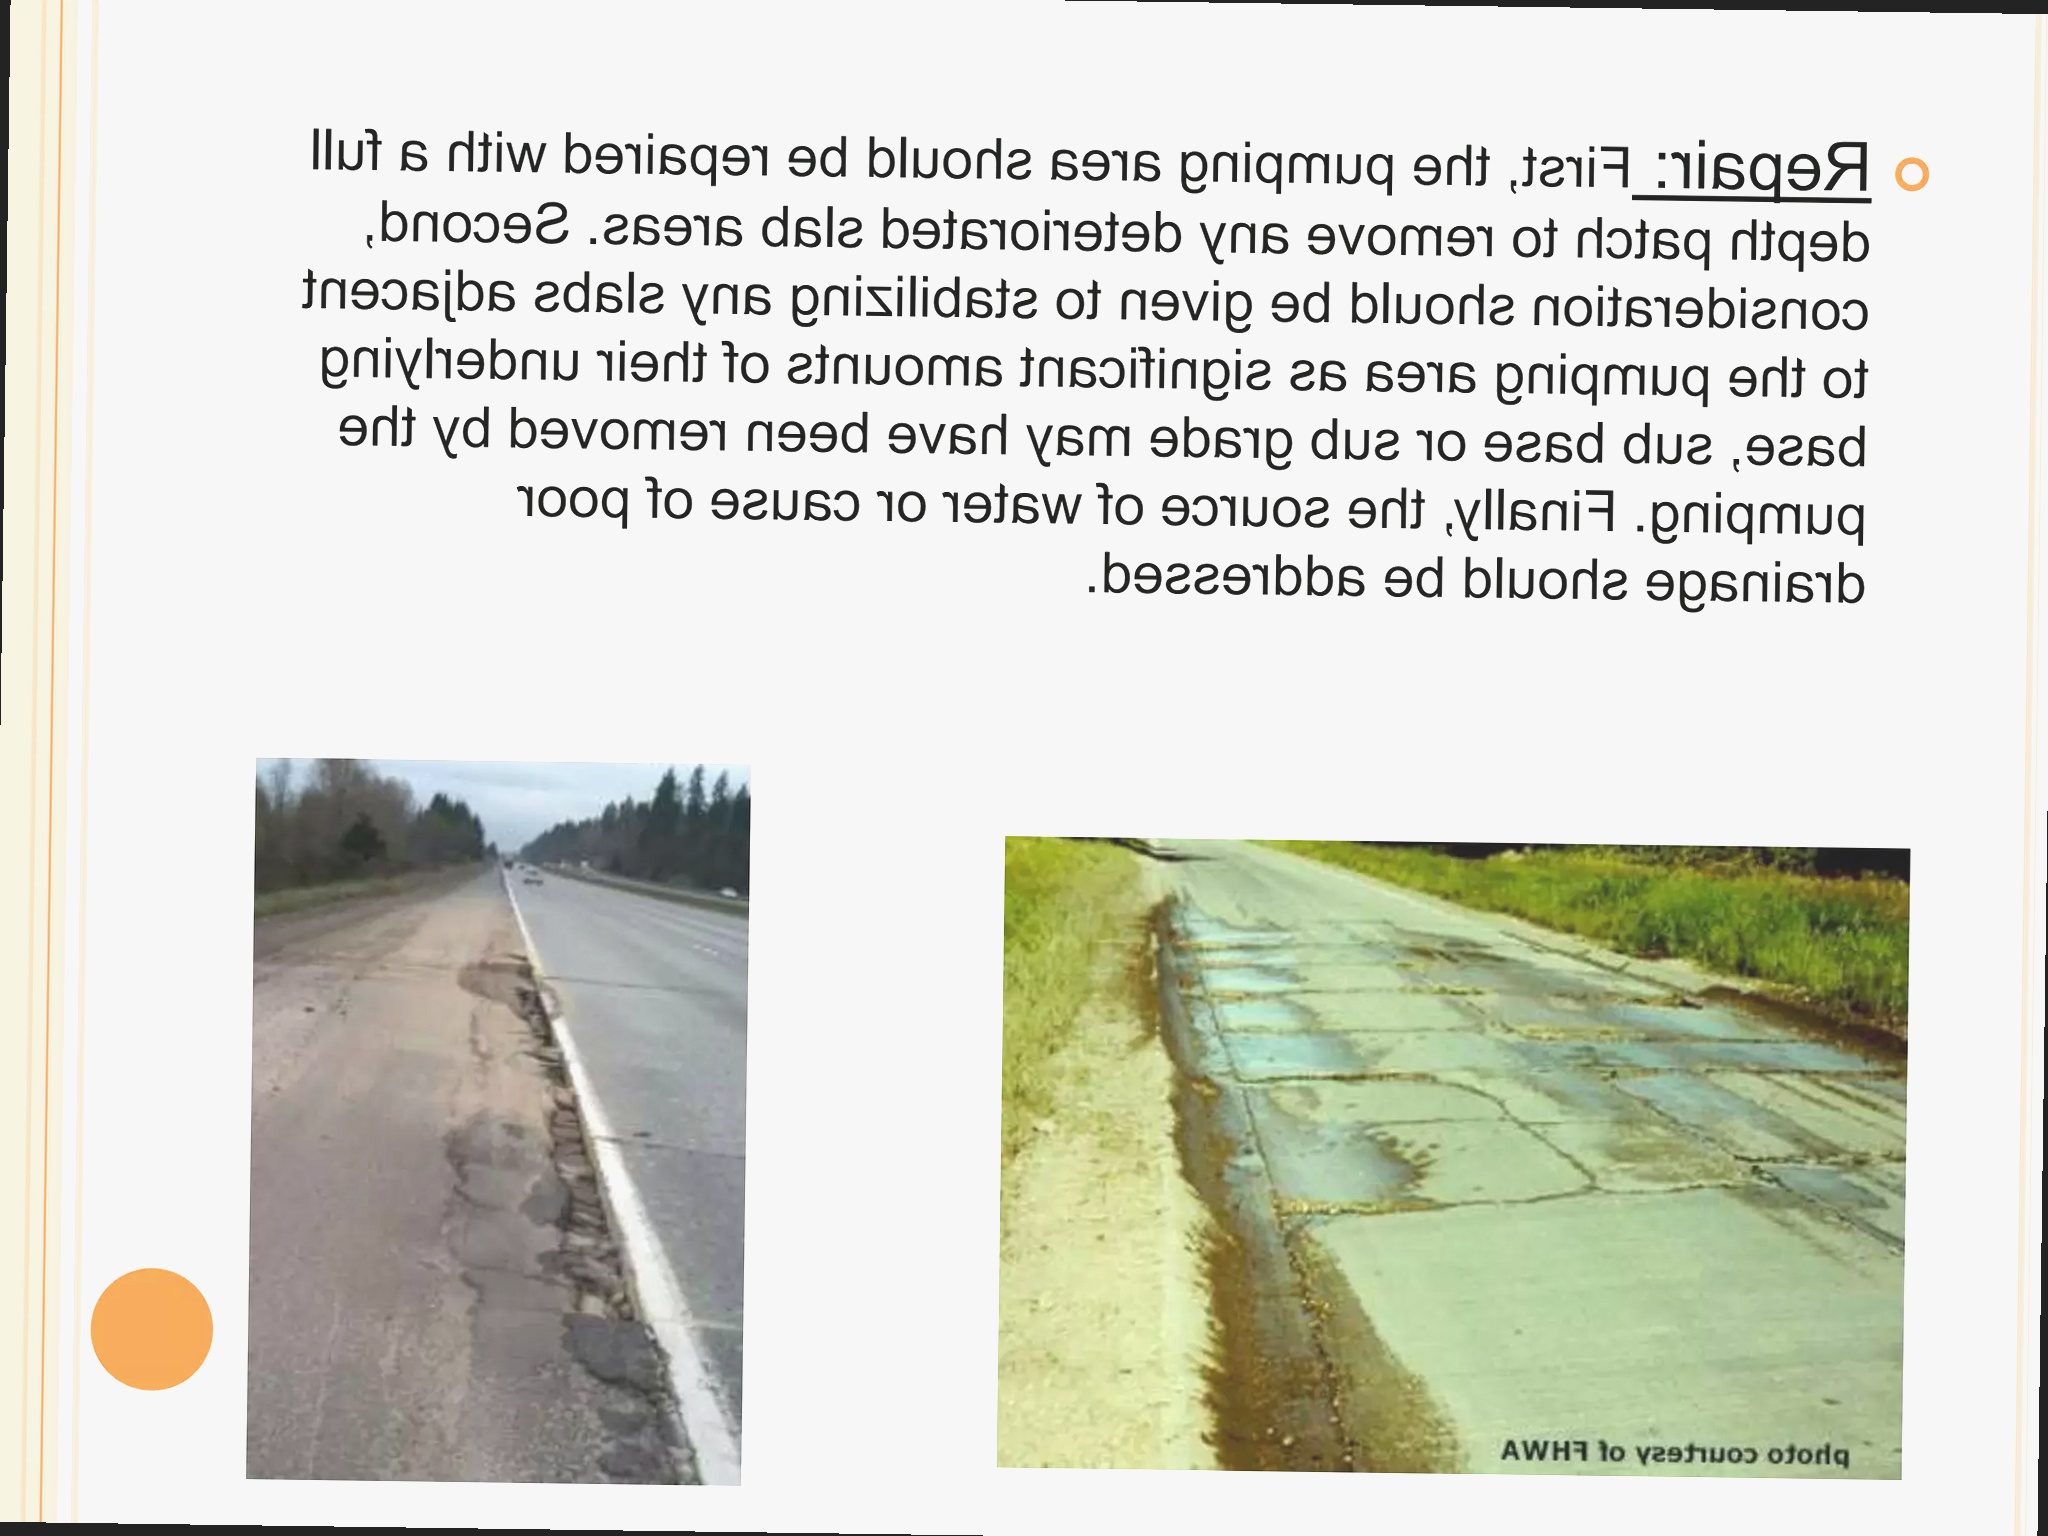 Repair: First, the pumping area should be repaired with a full
depth patch to remove any deteriorated slab areas. Second,
consideration should be given to stabilizing any slabs adjacent
to the pumping area as significant amounts of their underlying
base, sub base or sub grade may have been removed by the
pumping. Finally, the source of water or cause of poor
drainage should be addressed.
photo courtesy of FHWA